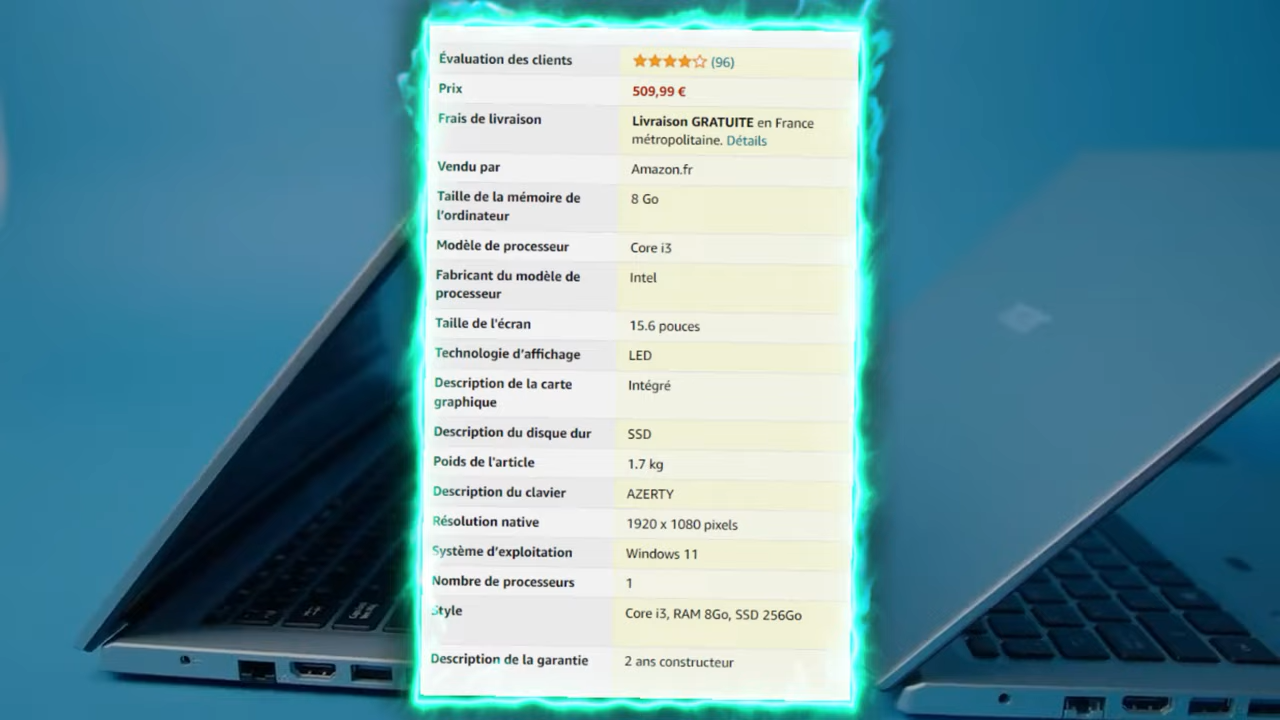 Évaluation des clients
(96)
Prix
509,99 €
Frais de livraison
Livraison GRATUITE en France
métropolitaine. Détails
Vendu par
Amazon.fr
Taille de la mémoire de
l'ordinateur
8 Go
Modèle de processeur
Core i3
Fabricant du modèle de
processeur
Intel
Taille de l'écran
15.6 pouces
Technologie d'affichage
LED
Description de la carte
graphique
Intégré
Description du disque dur
SSD
Poids de l'article
1.7 kg
Description du clavier
AZERTY
Résolution native
1920 x 1080 pixels
Système d'exploitation
Windows 11
Nombre de processeurs
1
Style
Core i3, RAM 8Go, SSD 256Go
Description de la garantie
2 ans constructeur